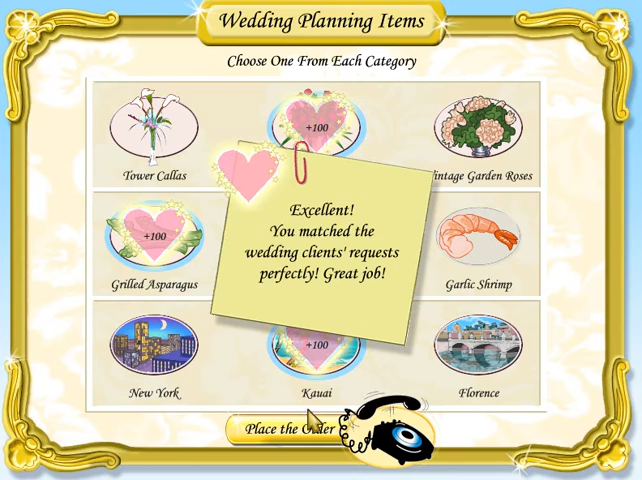 Wedding Planning Items
Choose One From Each Category
+100
Tower Callas
intage Garden Roses
Excellent!
You matched the
wedding clients' requests
perfectly! Great job!
+100
Grilled Asparagus
Garlic Shrimp
+100
New York
Kauai
Florence
Place the Order